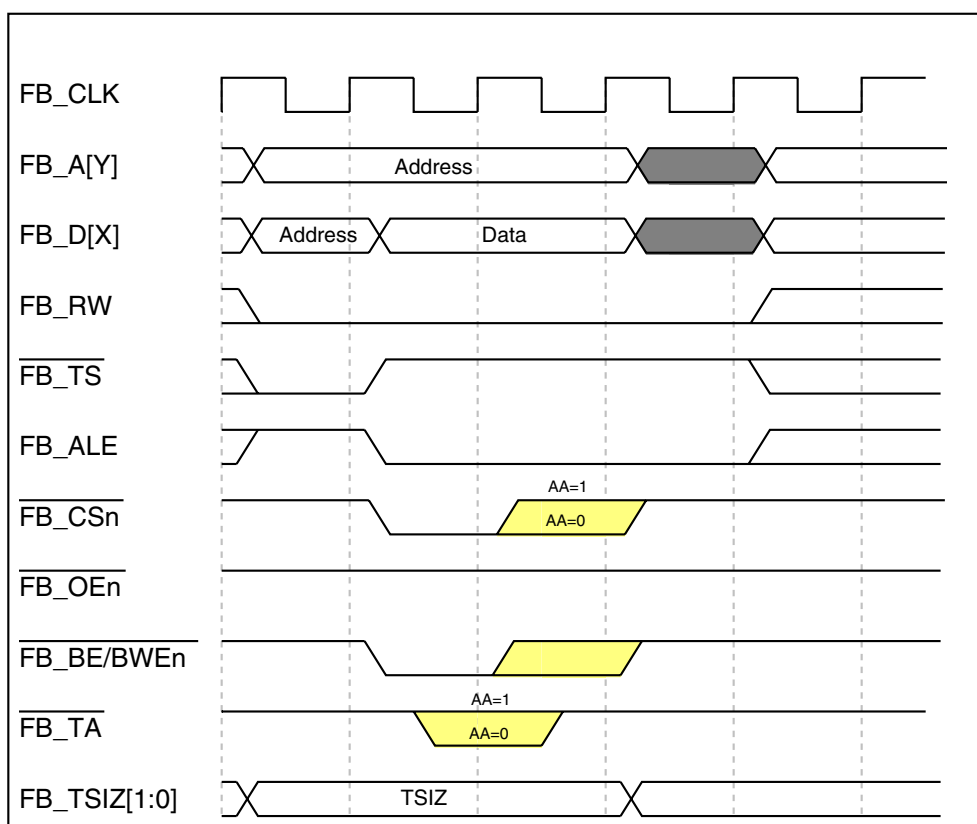 FB_CLK
FB_A[Y] Address
FB_D[X] Address Data
FB_RW
FB_TS
FB_ALE
AA=1
FB_CSn AA=0
FB_OEn
FB_BE/BWEn
AA=1
FB_TA AA=0
FB_TSIZ[1:0] TSIZ